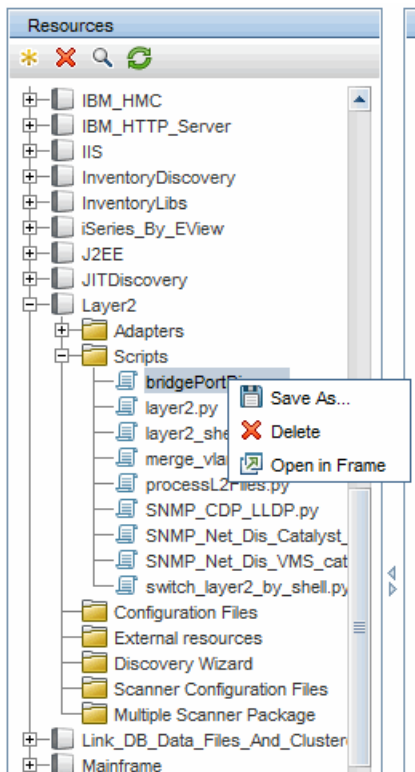 Resources
IBM_HMC
IBM_HTTP_Server
IIS
InventoryDiscovery
InventoryLibs
iSeries_By_EView
J2EE
JITDiscovery
Layer2
Adapters
Scripts
bridgePort
Save As...
layer2.py
layer2_she
Delete
merge_vla
Open in Frame
processL2Files.py
SNMP_CDP_LLDP.py
SNMP_Net_Dis_Catalyst_
SNMP_Net_Dis_VMS_cat
switch_layer2_by_shell.py
Configuration Files
External resources
Discovery Wizard
Scanner Configuration Files
Multiple Scanner Package
Link_DB_Data_Files_And_Cluster
Mainframe